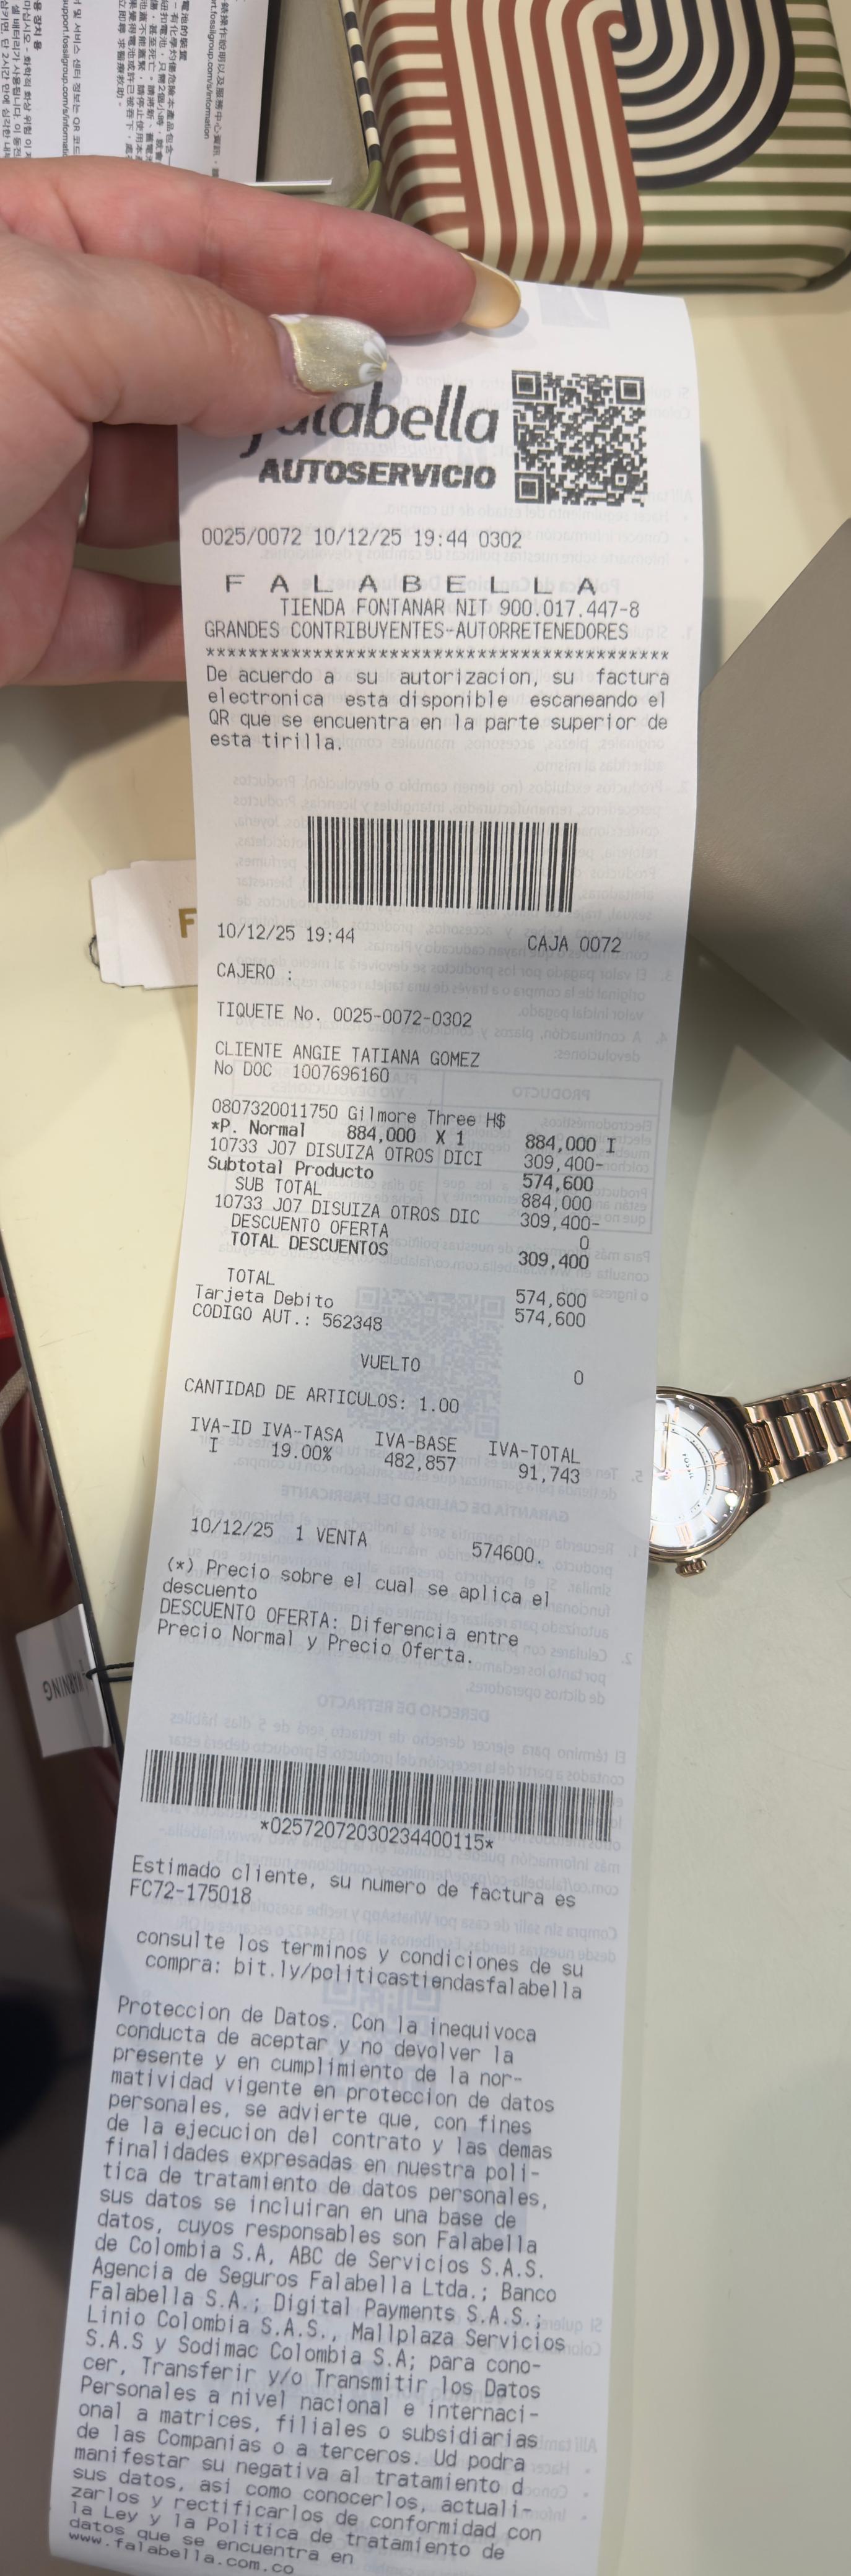 falabella
AUTOSERVICIO
0025/0072 10/12/25 19:44 0302
F A L A B E L L A
TIENDA FONTANAR NIT 900.017.447-8
GRANDES CONTRIBUYENTES-AUTORRETENEDORES
******************************************
De acuerdo a su autorizacion, su factura
electronica esta disponible escaneando el
QR que se encuentra en la parte superior de
esta tirilla.
10/12/25 19:44 CAJA 0072
CAJERO :
TIQUETE No. 0025-0072-0302
CLIENTE ANGIE TATIANA GOMEZ
No DOC 1007696160
0807320011750 Gilmore Three H$
*P. Normal 884,000 X 1 884,000 I
10733 J07 DISUIZA OTROS DICI 309,400-
Subtotal Producto 574,600
SUB TOTAL 884,000
10733 J07 DISUIZA OTROS DIC 309,400-
DESCUENTO OFERTA 0
TOTAL DESCUENTOS 309,400
TOTAL 574,600
Tarjeta Debito 574,600
CODIGO AUT.: 562348
VUELTO 0
CANTIDAD DE ARTICULOS: 1.00
IVA-ID IVA-TASA IVA-BASE IVA-TOTAL
I 19.00% 482,857 91,743
10/12/25 1 VENTA 574600.
(*) Precio sobre el cual se aplica el
descuento
DESCUENTO OFERTA: Diferencia entre
Precio Normal y Precio Oferta.
WARNING
*02572072030234400115*
Estimado cliente, su numero de factura es
FC72-175018
consulte los terminos y condiciones de su
compra: bit.ly/politicastiendasfalabella
Proteccion de Datos. Con la inequivoca
conducta de aceptar y no devolver la
presente y en cumplimiento de la nor-
matividad vigente en proteccion de datos
personales, se advierte que, con fines
de la ejecucion del contrato y las demas
finalidades expresadas en nuestra poli-
tica de tratamiento de datos personales,
sus datos se incluiran en una base de
datos, cuyos responsables son Falabella
de Colombia S.A, ABC de Servicios S.A.S.
Agencia de Seguros Falabella Ltda.; Banco
Falabella S.A.; Digital Payments S.A.S.;
Linio Colombia S.A.S., Mallplaza Servicios
S.A.S y Sodimac Colombia S.A; para cono-
cer, Transferir y/o Transmitir los Datos
Personales a nivel nacional e internaci-
onal a matrices, filiales o subsidiarias
de las Companias o a terceros. Ud podra
manifestar su negativa al tratamiento d
sus datos, asi como conocerlos, actuali-
zarlos y rectificarlos de conformidad con
la Ley y la Politica de tratamiento de
datos que se encuentra en
www.falabella.com.co